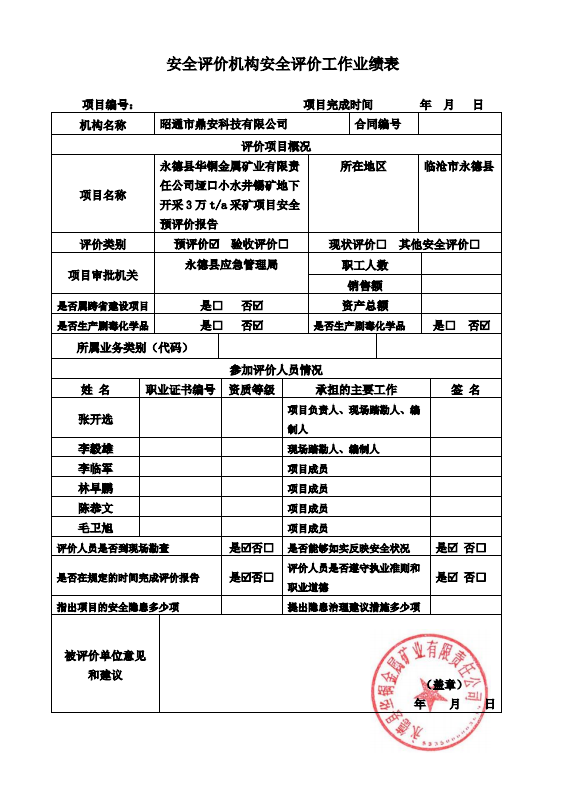 安全评价机构安全评价工作业绩表
项目编号： 项目完成时间 年 月 日
机构名称 昭通市鼎安科技有限公司 合同编号
评价项目概况
项目名称 永德县华铜金属矿业有限责 所在地区 临沧市永德县
任公司垭口小水井锡矿地下
开采3万t/a采矿项目安全
预评价报告
评价类别 预评价☑ 验收评价□ 现状评价□ 其他安全评价□
项目审批机关 永德县应急管理局 职工人数
销售额
是否属跨省建设项目 是□ 否☑ 资产总额
是否生产剧毒化学品 是□ 否☑ 是否生产剧毒化学品 是□ 否☑
所属业务类别（代码）
参加评价人员情况
姓 名 职业证书编号 资质等级 承担的主要工作 签 名
张开选 项目负责人、现场踏勘人、编
制人
李毅雄 现场踏勘人、编制人
李临军 项目成员
林早鹏 项目成员
陈恭文 项目成员
毛卫旭 项目成员
评价人员是否到现场勘查 是☑否□ 是否能够如实反映安全状况 是☑ 否□
是否在规定的时间完成评价报告 是☑否□ 评价人员是否遵守执业准则和
职业道德 是☑ 否□
指出项目的安全隐患多少项 提出隐患治理建议措施多少项
被评价单位意见
和建议
（盖章）
年 月 日
永德县华铜金属矿业有限责任公司